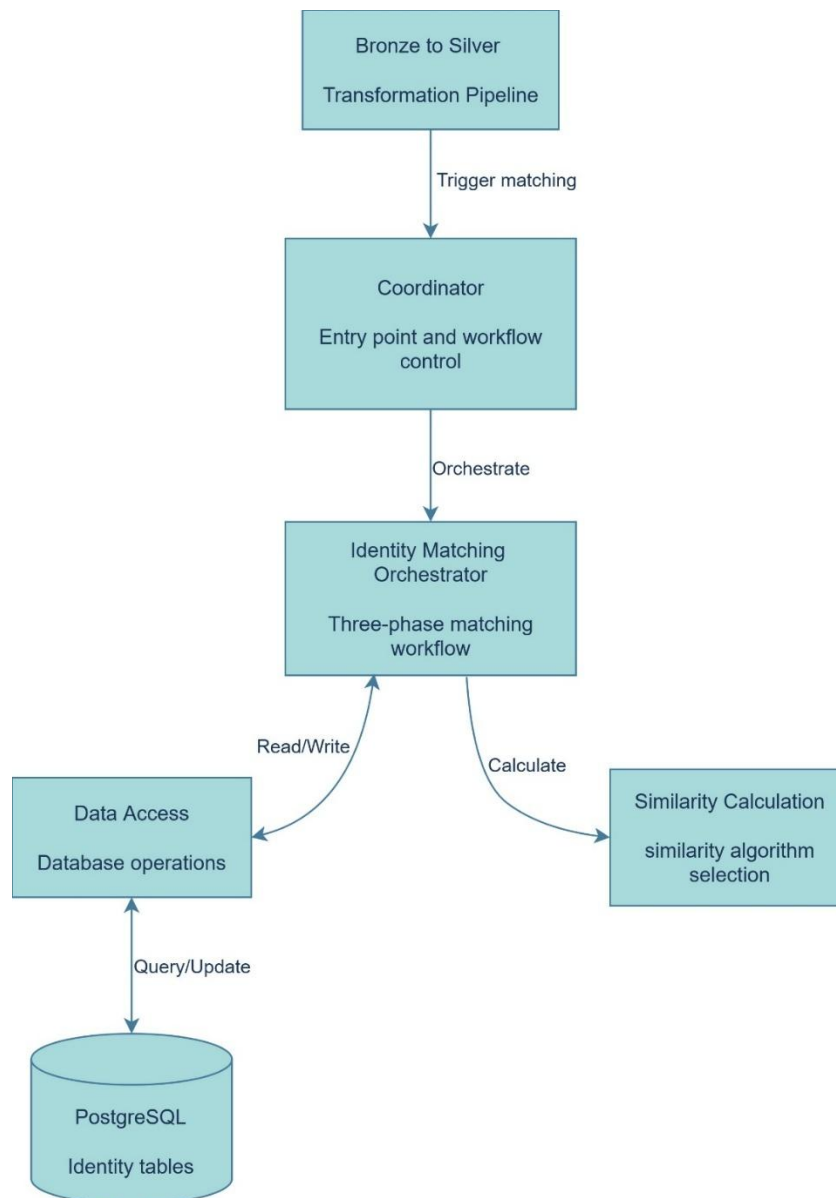 Bronze to Silver
Transformation Pipeline
Trigger matching
Coordinator
Entry point and workflow
control
Orchestrate
Identity Matching
Orchestrator
Three-phase matching
workflow
Read/Write
Calculate
Data Access
Database operations
Similarity Calculation
similarity algorithm
selection
Query/Update
PostgreSQL
Identity tables